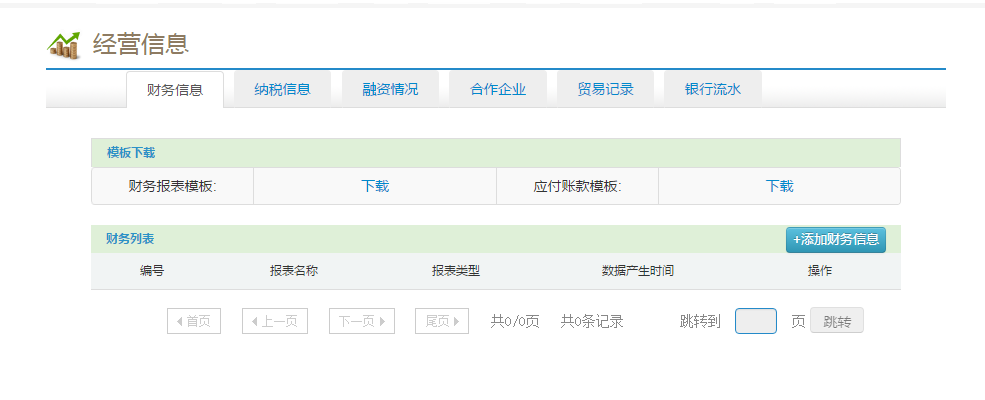 经营信息
财务信息 纳税信息 融资情况 合作企业 贸易记录 银行流水
模板下载
财务报表模板: 下载 应付账款模板: 下载
财务列表 +添加财务信息
编号 报表名称 报表类型 数据产生时间 操作
首页 上一页 下一页 尾页 共0/0页 共0条记录 跳转到 页 跳转